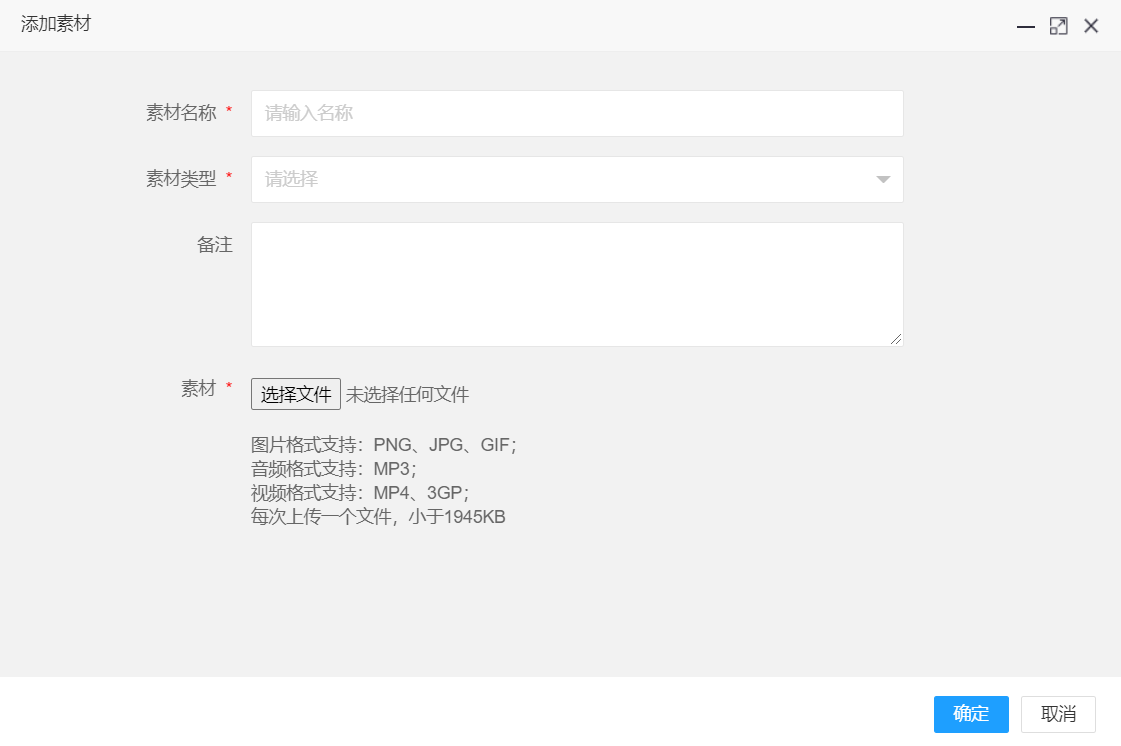 添加素材
素材名称 *
请输入名称
素材类型 *
请选择
备注
素材 *
选择文件 未选择任何文件
图片格式支持：PNG、JPG、GIF；
音频格式支持：MP3；
视频格式支持：MP4、3GP；
每次上传一个文件，小于1945KB
确定 取消